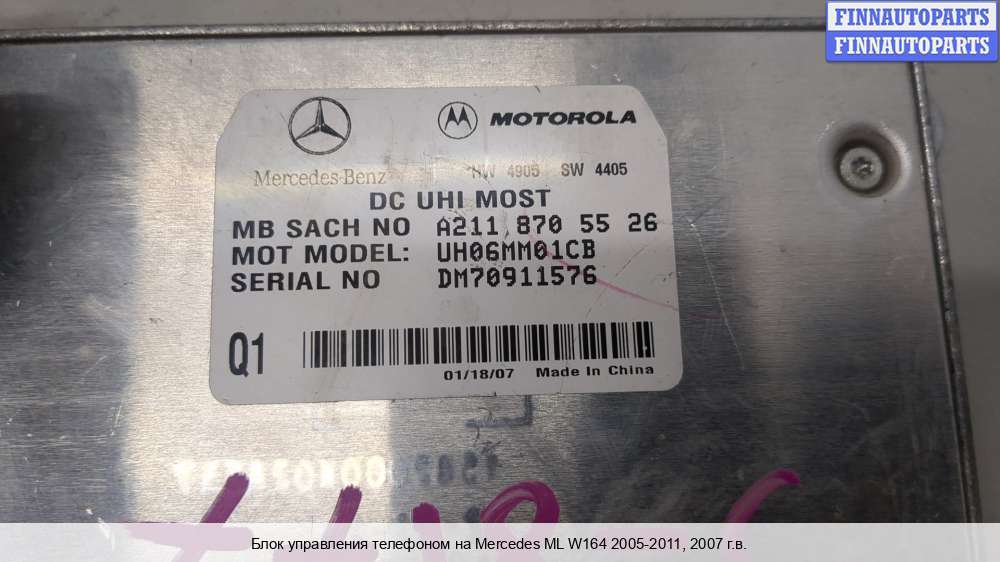 FINNAUTOPARTS
FINNAUTOPARTS
MOTOROLA
Mercedes-Benz
HW 4905 SW 4405
DC UHI MOST
MB SACH NO A211 870 55 26
MOT MODEL: UH06MM01CB
SERIAL NO DM70911576
Q1
01/18/07 Made In China
Блок управления телефоном на Mercedes ML W164 2005-2011, 2007 г.в.